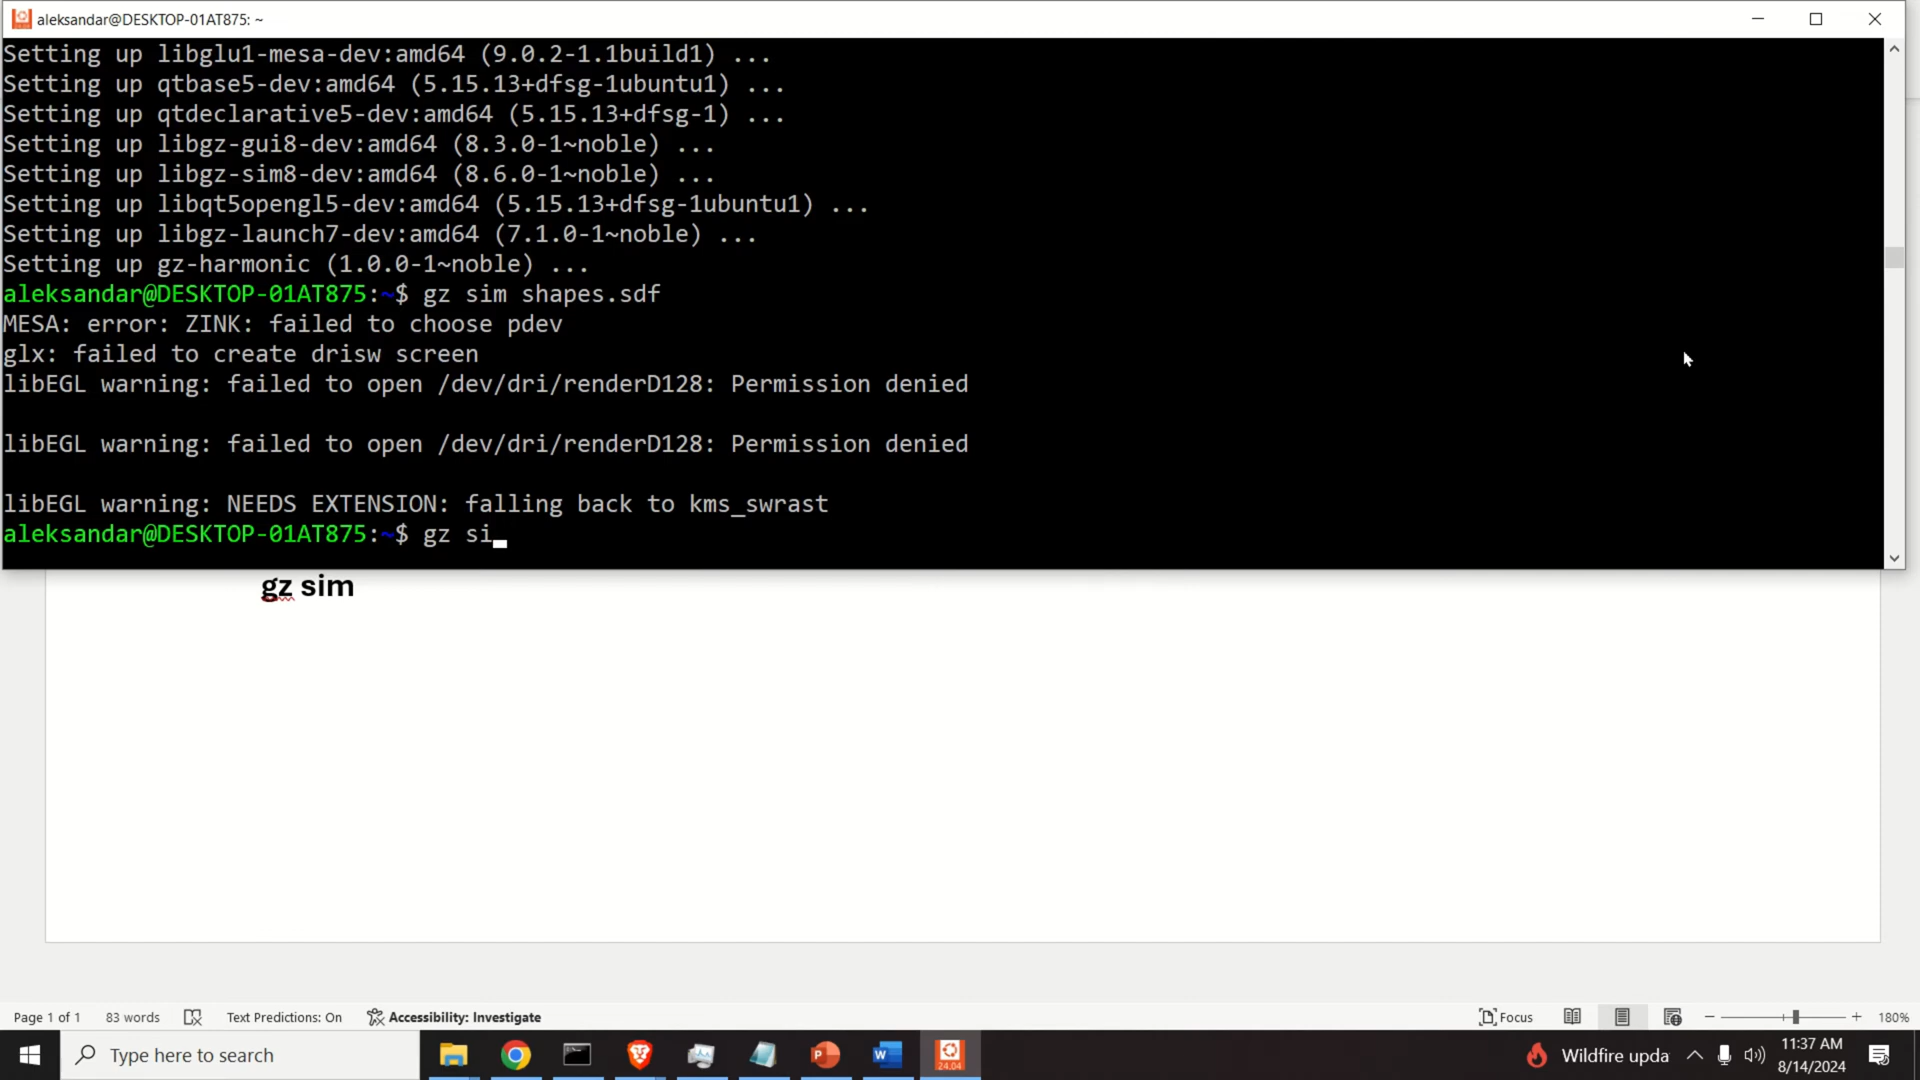 aleksandar@DESKTOP-01AT875: ~
Setting up libglu1-mesa-dev:amd64 (9.0.2-1.1build1) ...
Setting up qtbase5-dev:amd64 (5.15.13+dfsg-1ubuntu1) ...
Setting up qtdeclarative5-dev:amd64 (5.15.13+dfsg-1) ...
Setting up libgz-gui8-dev:amd64 (8.3.0-1~noble) ...
Setting up libgz-sim8-dev:amd64 (8.6.0-1~noble) ...
Setting up libqt5opengl5-dev:amd64 (5.15.13+dfsg-1ubuntu1) ...
Setting up libgz-launch7-dev:amd64 (7.1.0-1~noble) ...
Setting up gz-harmonic (1.0.0-1~noble) ...
aleksandar@DESKTOP-01AT875:~$ gz sim shapes.sdf
MESA: error: ZINK: failed to choose pdev
glx: failed to create drisw screen
libEGL warning: failed to open /dev/dri/renderD128: Permission denied
libEGL warning: failed to open /dev/dri/renderD128: Permission denied
libEGL warning: NEEDS EXTENSION: falling back to kms_swrast
aleksandar@DESKTOP-01AT875:~$ gz si
gz sim
Page 1 of 1 83 words Text Predictions: On Accessibility: Investigate Focus 180%
Type here to search 24.04 Wildfire upda 11:37 AM
8/14/2024